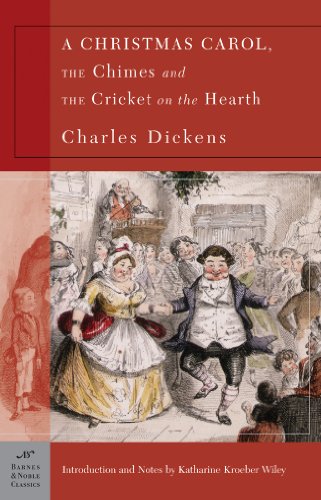 A CHRISTMAS CAROL,
THE Chimes and
THE Cricket on the Hearth
Charles Dickens
BARNES
& NOBLE
CLASSICS
Introduction and Notes by Katharine Kroeber Wiley